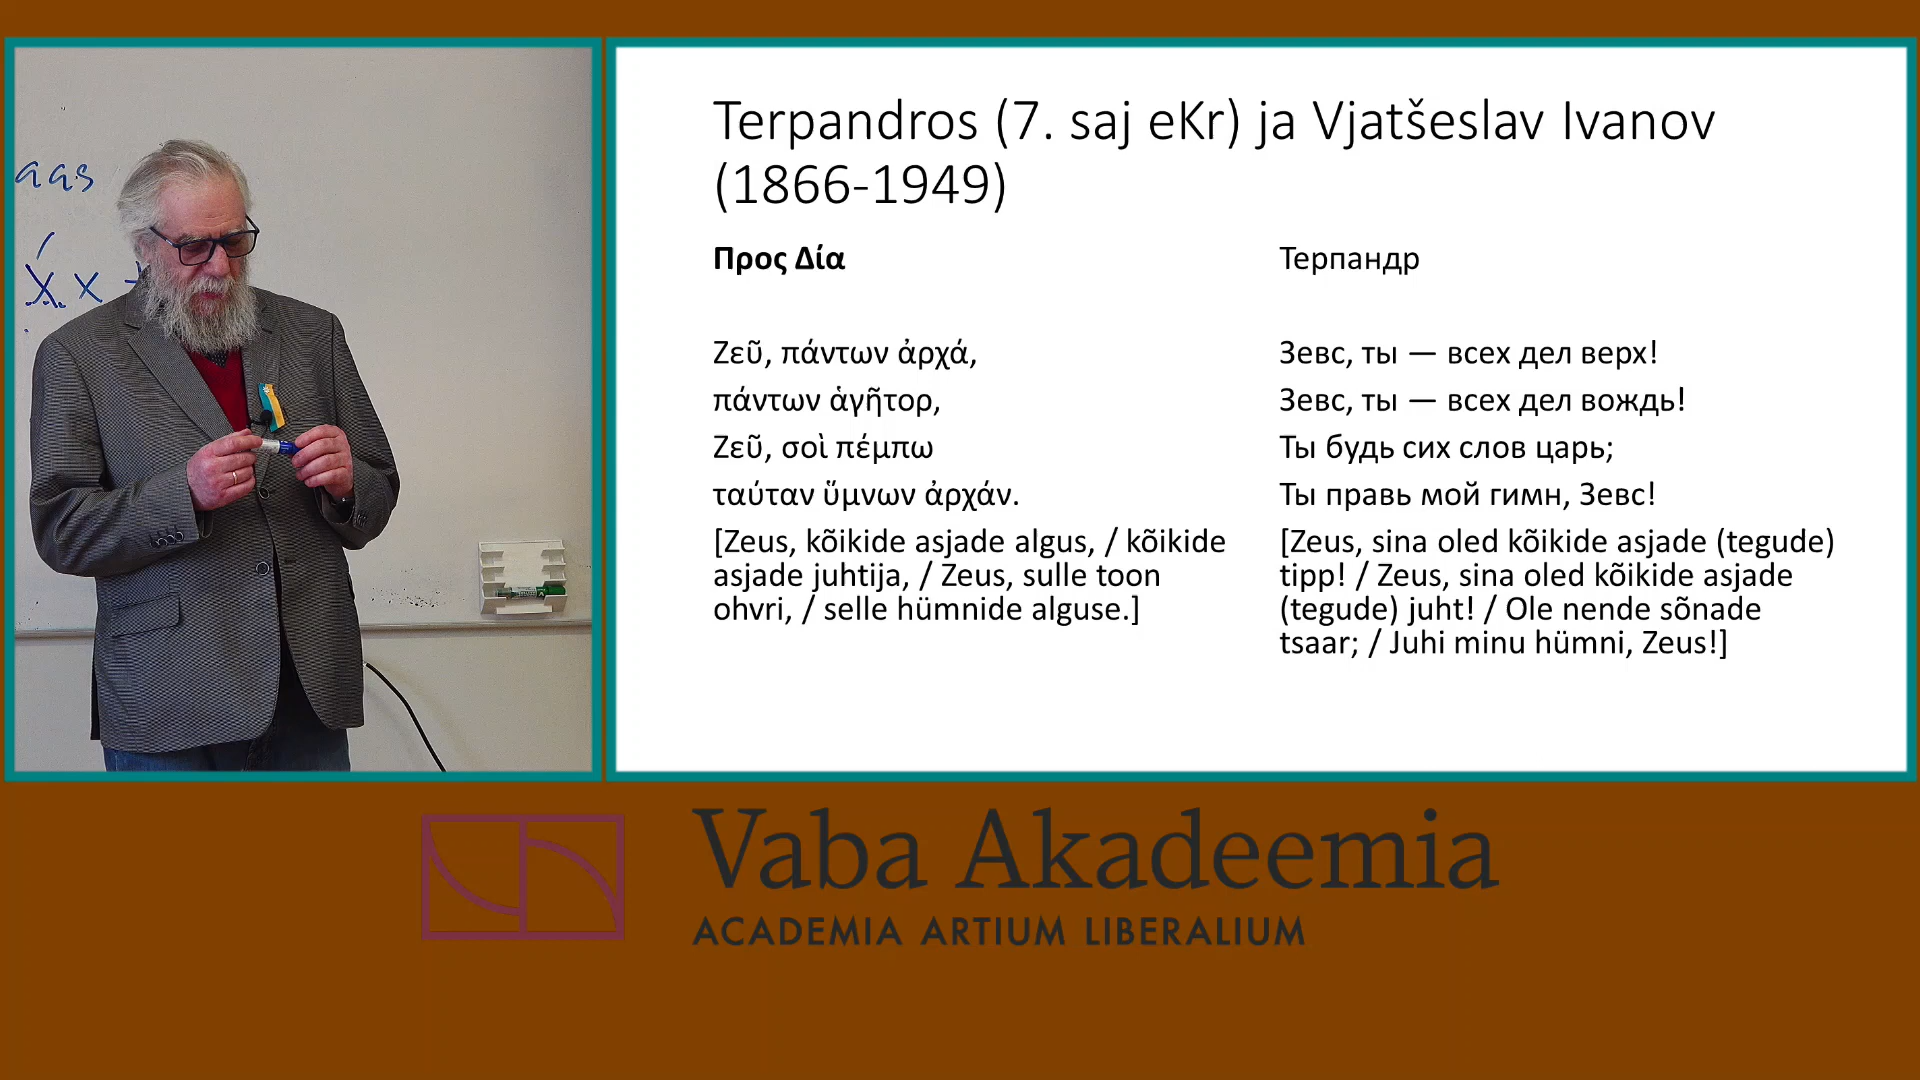 aas
x x
Terpandros (7. saj eKr) ja Vjatšeslav Ivanov
(1866-1949)
Προς Δία
Ζεῦ, πάντων ἀρχά,
πάντων ἁγῆτορ,
Ζεῦ, σοὶ πέμπω
ταύταν ὕμνων ἀρχάν.
[Zeus, kõikide asjade algus, / kõikide
asjade juhtija, / Zeus, sulle toon
ohvri, / selle hümnide alguse.]
Терпандр
Зевс, ты — всех дел верх!
Зевс, ты — всех дел вождь!
Ты будь сих слов царь;
Ты правь мой гимн, Зевс!
[Zeus, sina oled kõikide asjade (tegude)
tipp! / Zeus, sina oled kõikide asjade
(tegude) juht! / Ole nende sõnade
tsaar; / Juhi minu hümni, Zeus!]
Vaba Akadeemia
ACADEMIA ARTIUM LIBERALIUM